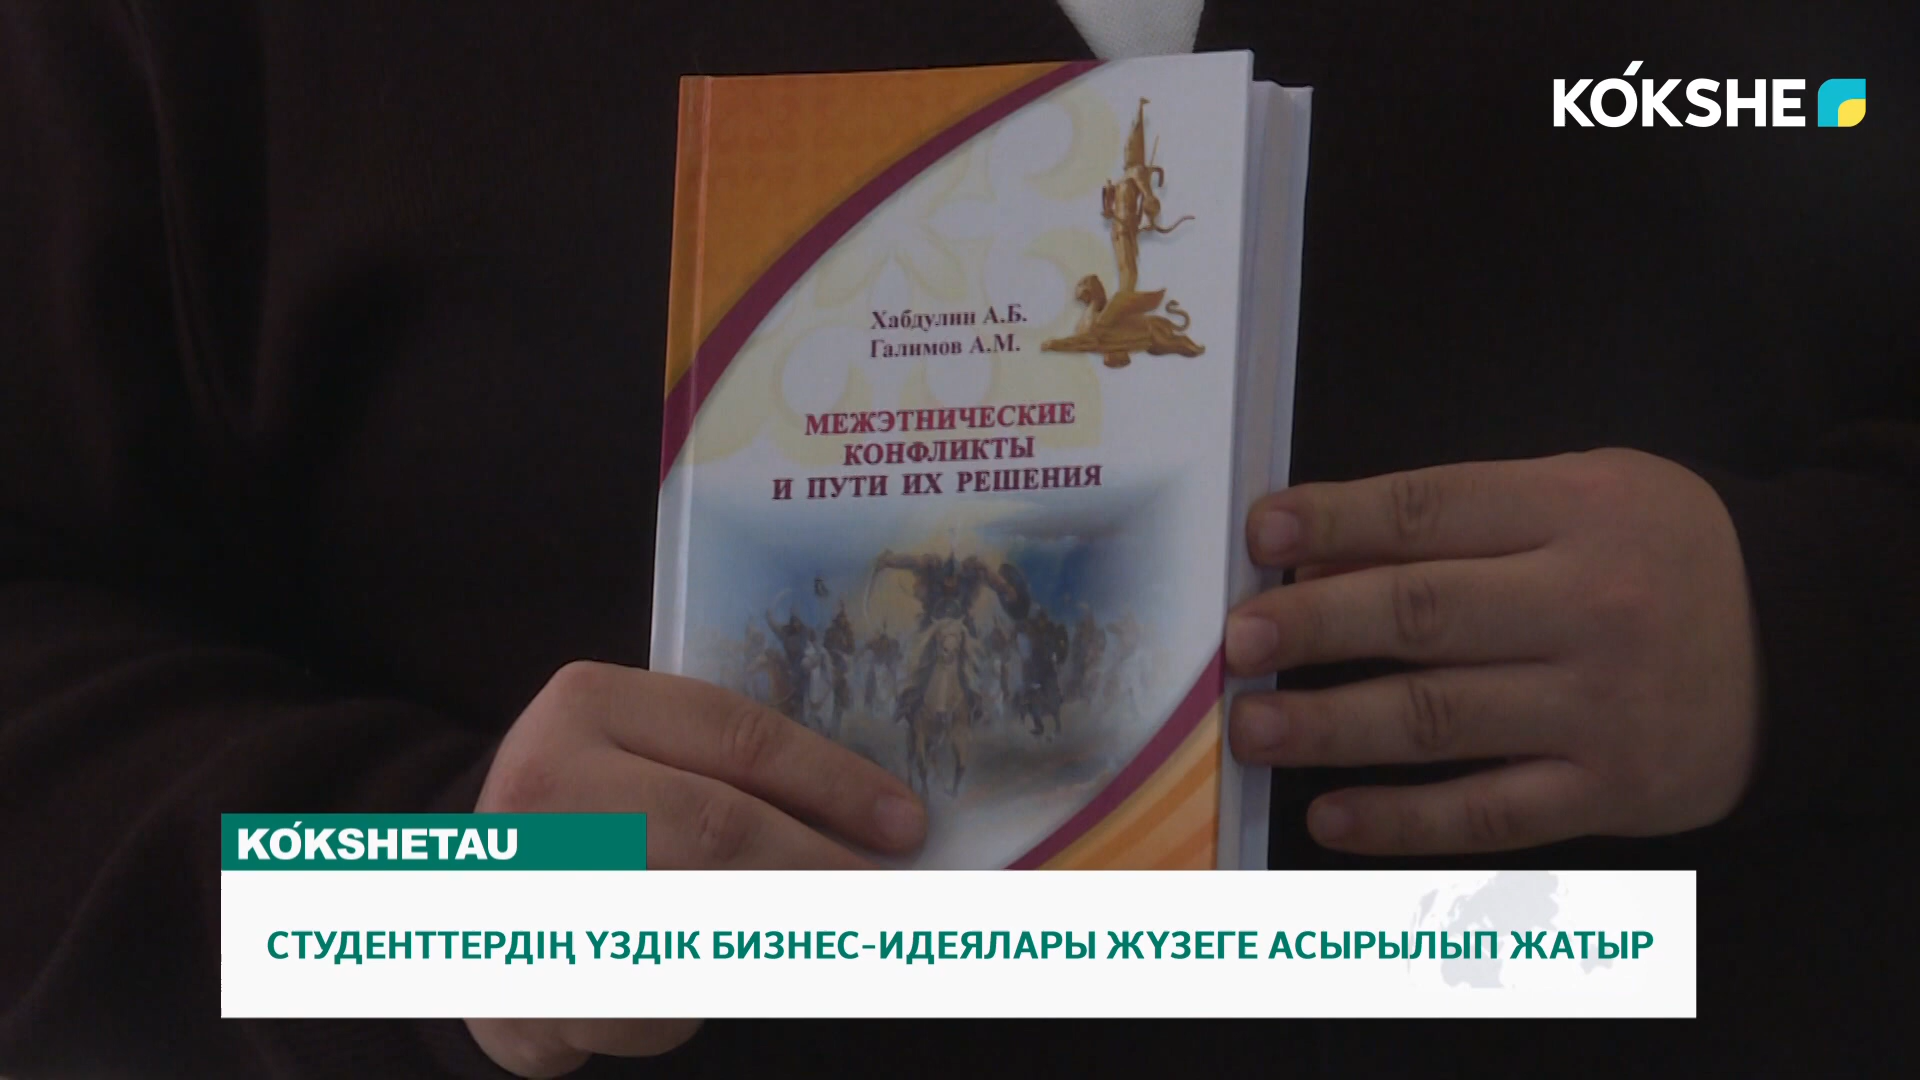 KÓKSHE
Хабдулин А.Б.
Галимов А.М.
МЕЖЭТНИЧЕСКИЕ
КОНФЛИКТЫ
И ПУТИ ИХ РЕШЕНИЯ
KÓKSHETAU
СТУДЕНТТЕРДІҢ ҮЗДІК БИЗНЕС-ИДЕЯЛАРЫ ЖҮЗЕГЕ АСЫРЫЛЫП ЖАТЫР